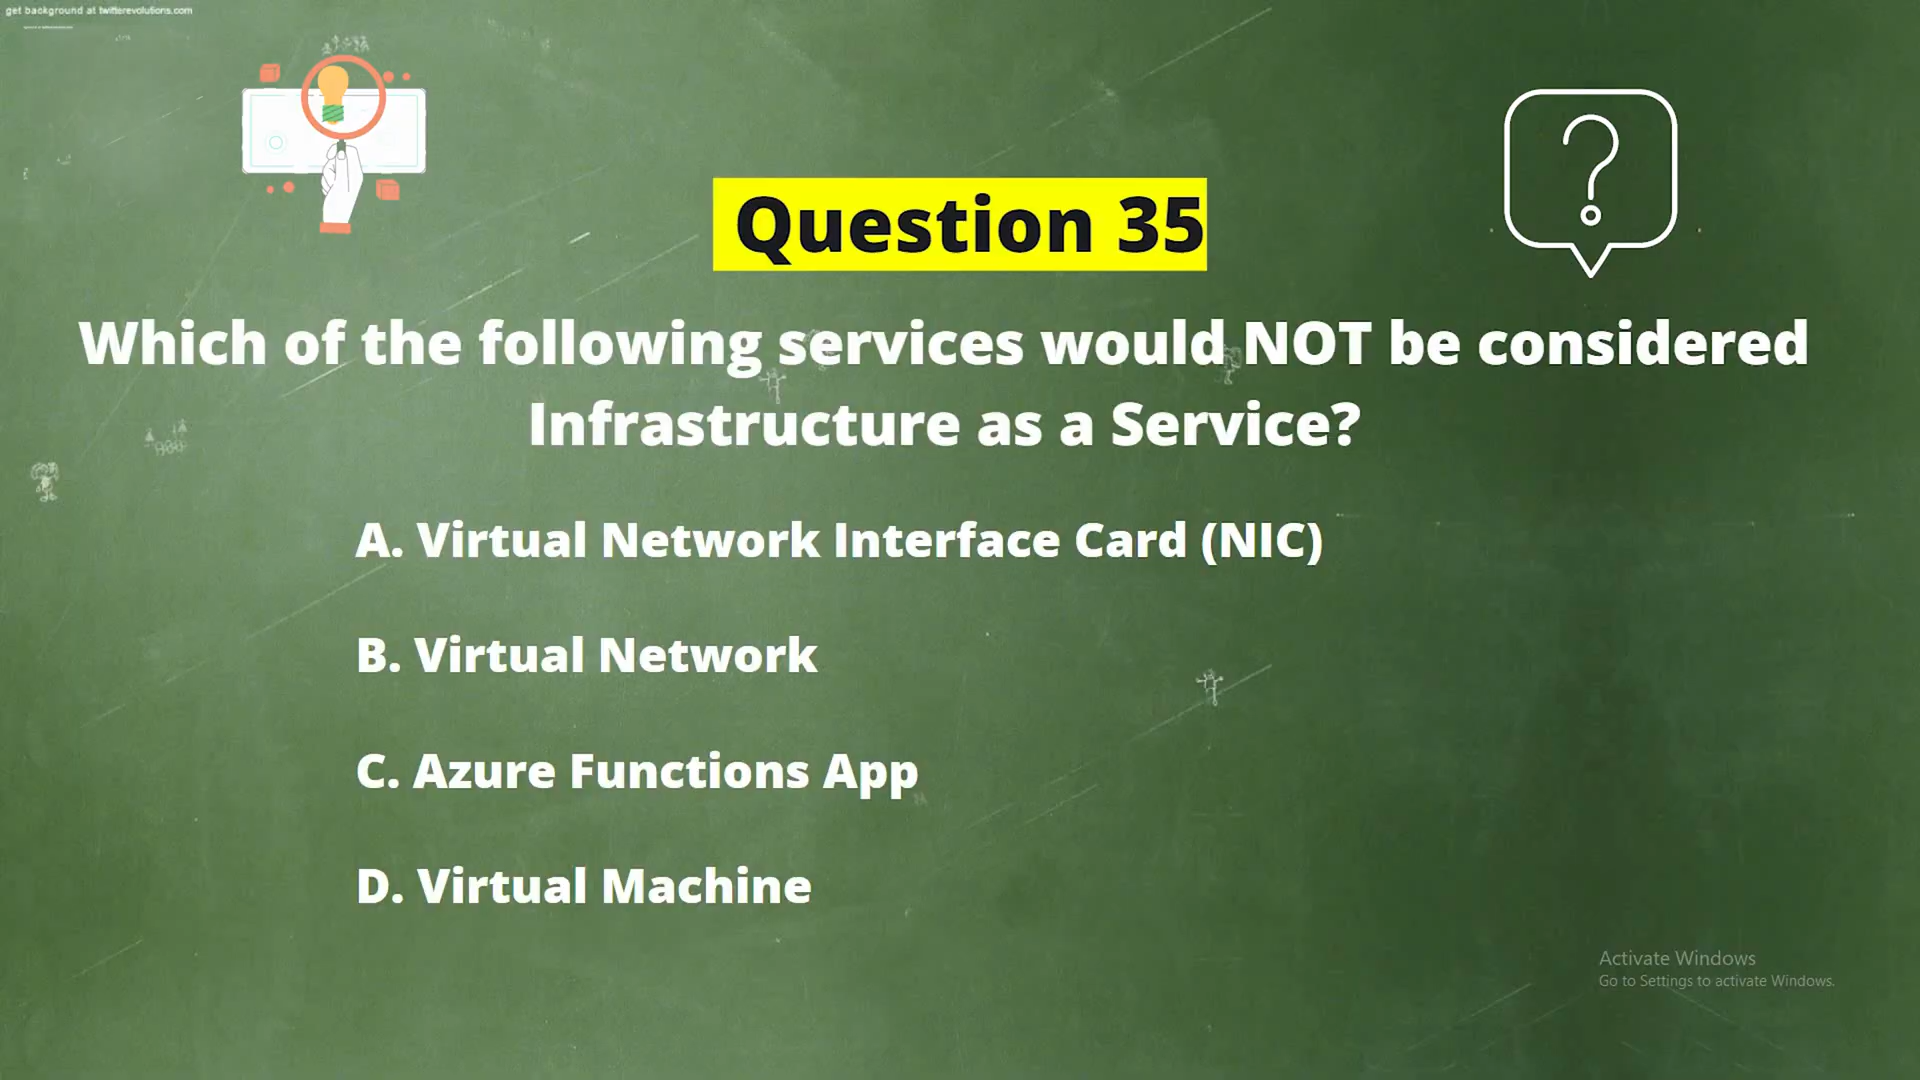 get background at twitterevolutions.com
Question 35
Which of the following services would NOT be considered
Infrastructure as a Service?
A. Virtual Network Interface Card (NIC)
B. Virtual Network
C. Azure Functions App
D. Virtual Machine
Activate Windows
Go to Settings to activate Windows.